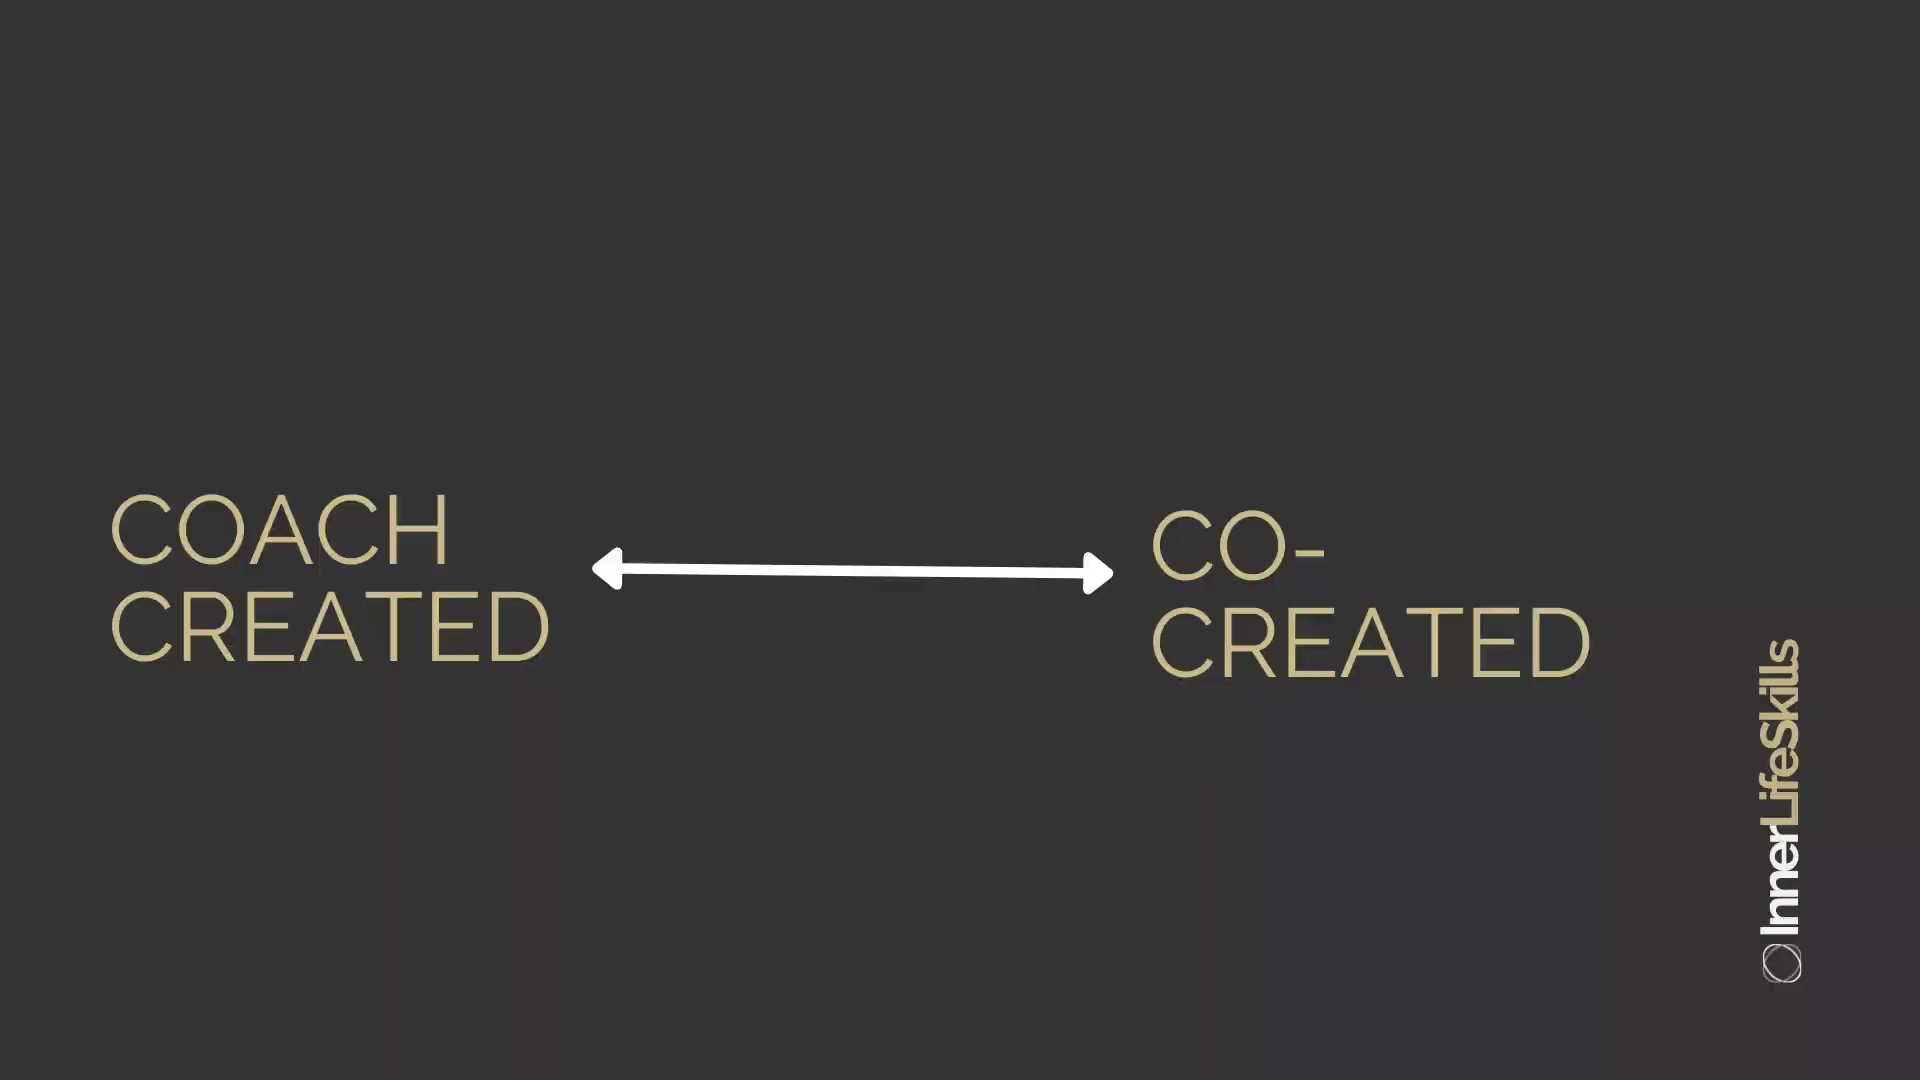 COACH
CREATED
CO-
CREATED
InnerLifeSkills